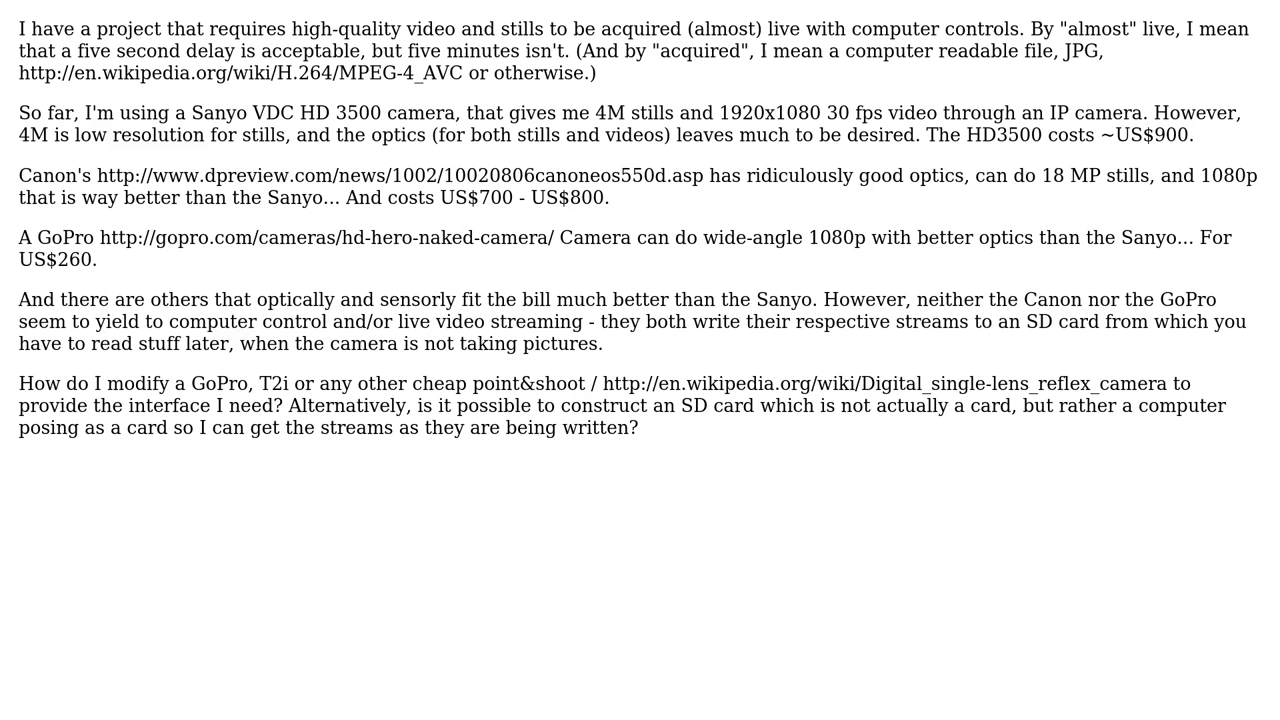 I have a project that requires high-quality video and stills to be acquired (almost) live with computer controls. By "almost" live, I mean
that a five second delay is acceptable, but five minutes isn't. (And by "acquired", I mean a computer readable file, JPG,
http://en.wikipedia.org/wiki/H.264/MPEG-4_AVC or otherwise.)
So far, I'm using a Sanyo VDC HD 3500 camera, that gives me 4M stills and 1920x1080 30 fps video through an IP camera. However,
4M is low resolution for stills, and the optics (for both stills and videos) leaves much to be desired. The HD3500 costs ~US$900.
Canon's http://www.dpreview.com/news/1002/10020806canoneos550d.asp has ridiculously good optics, can do 18 MP stills, and 1080p
that is way better than the Sanyo... And costs US$700 - US$800.
A GoPro http://gopro.com/cameras/hd-hero-naked-camera/ Camera can do wide-angle 1080p with better optics than the Sanyo... For
US$260.
And there are others that optically and sensorly fit the bill much better than the Sanyo. However, neither the Canon nor the GoPro
seem to yield to computer control and/or live video streaming - they both write their respective streams to an SD card from which you
have to read stuff later, when the camera is not taking pictures.
How do I modify a GoPro, T2i or any other cheap point&shoot / http://en.wikipedia.org/wiki/Digital_single-lens_reflex_camera to
provide the interface I need? Alternatively, is it possible to construct an SD card which is not actually a card, but rather a computer
posing as a card so I can get the streams as they are being written?